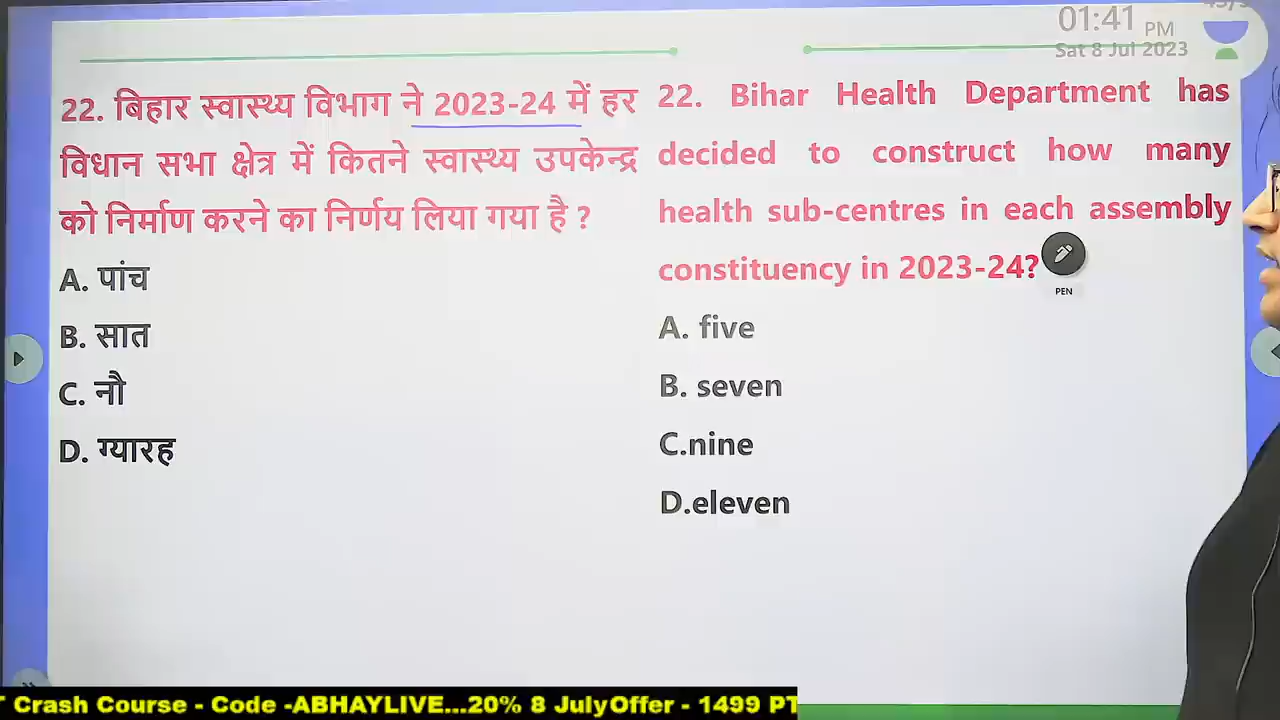 01:41 PM
Sat 8 Jul 2023
22. बिहार स्वास्थ्य विभाग ने 2023-24 में हर
विधान सभा क्षेत्र में कितने स्वास्थ्य उपकेन्द्र
को निर्माण करने का निर्णय लिया गया है ?
A. पांच
B. सात
C. नौ
D. ग्यारह
22. Bihar Health Department has
decided to construct how many
health sub-centres in each assembly
constituency in 2023-24?
PEN
A. five
B. seven
C.nine
D.eleven
Crash Course - Code -ABHAYLIVE...20% 8 JulyOffer - 1499 PT